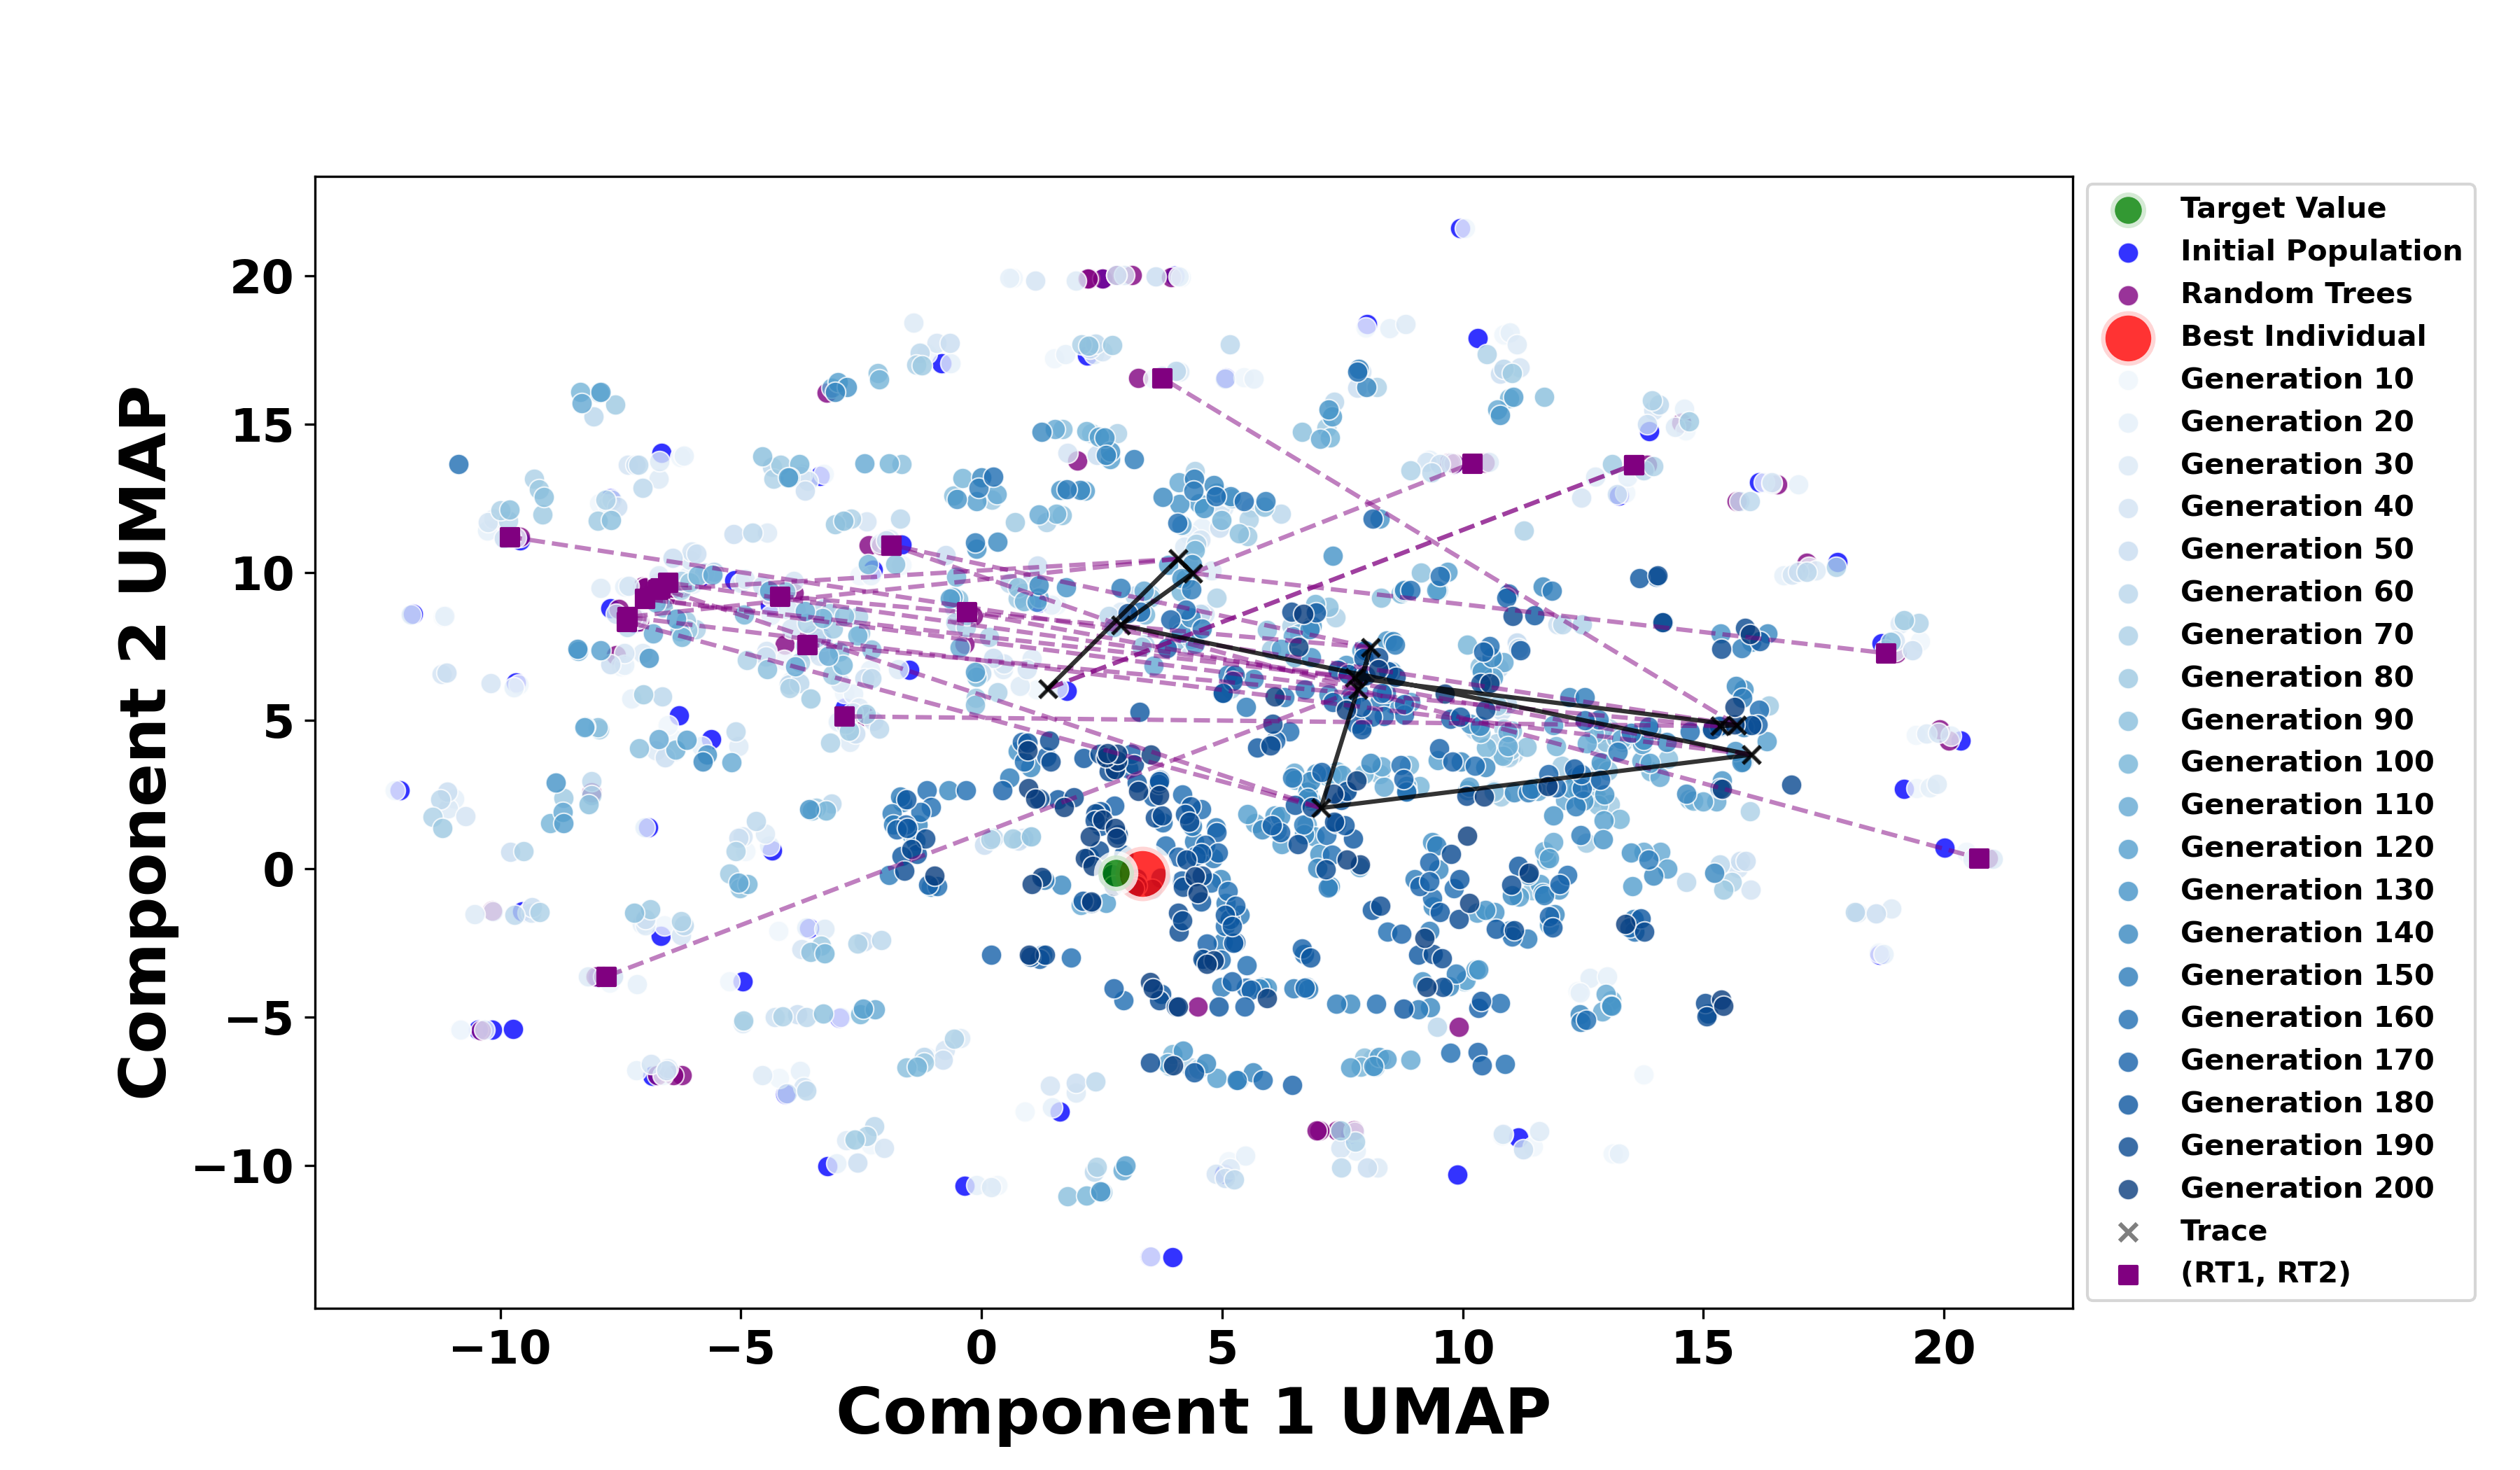 20
15
10
5
0
−5
−10
Component 2 UMAP
−10
−5
0
5
10
15
20
Component 1 UMAP
Target Value
Initial Population
Random Trees
Best Individual
Generation 10
Generation 20
Generation 30
Generation 40
Generation 50
Generation 60
Generation 70
Generation 80
Generation 90
Generation 100
Generation 110
Generation 120
Generation 130
Generation 140
Generation 150
Generation 160
Generation 170
Generation 180
Generation 190
Generation 200
Trace
(RT1, RT2)